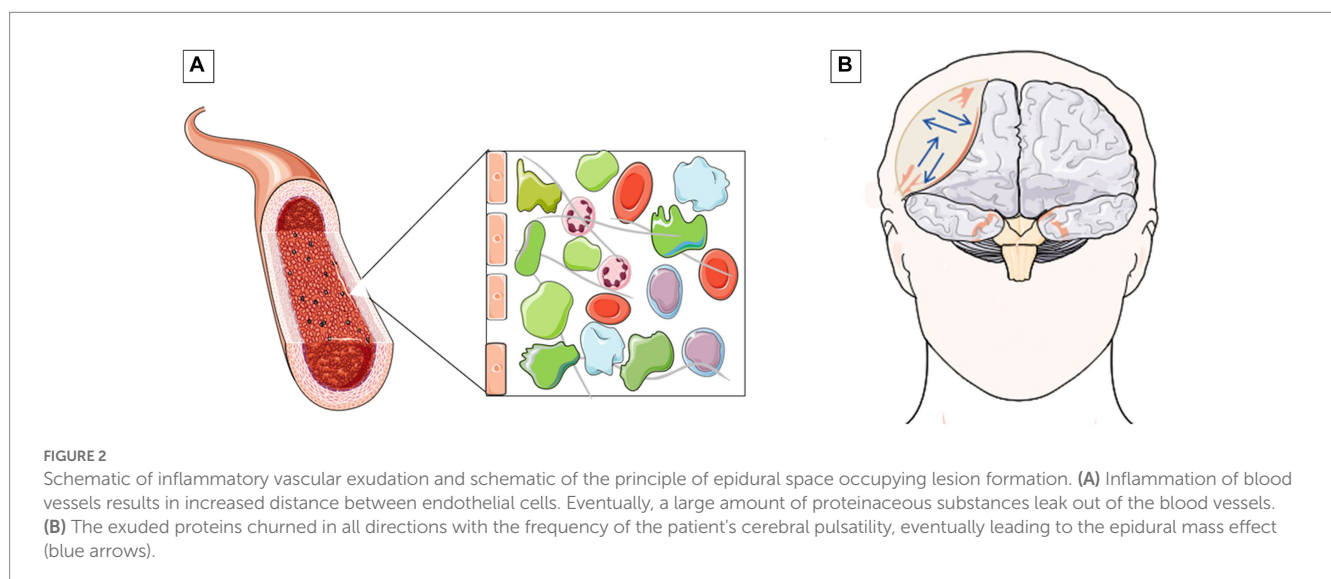 A
B
FIGURE 2
Schematic of inflammatory vascular exudation and schematic of the principle of epidural space occupying lesion formation. (A) Inflammation of blood
vessels results in increased distance between endothelial cells. Eventually, a large amount of proteinaceous substances leak out of the blood vessels.
(B) The exuded proteins churned in all directions with the frequency of the patient's cerebral pulsatility, eventually leading to the epidural mass effect
(blue arrows).